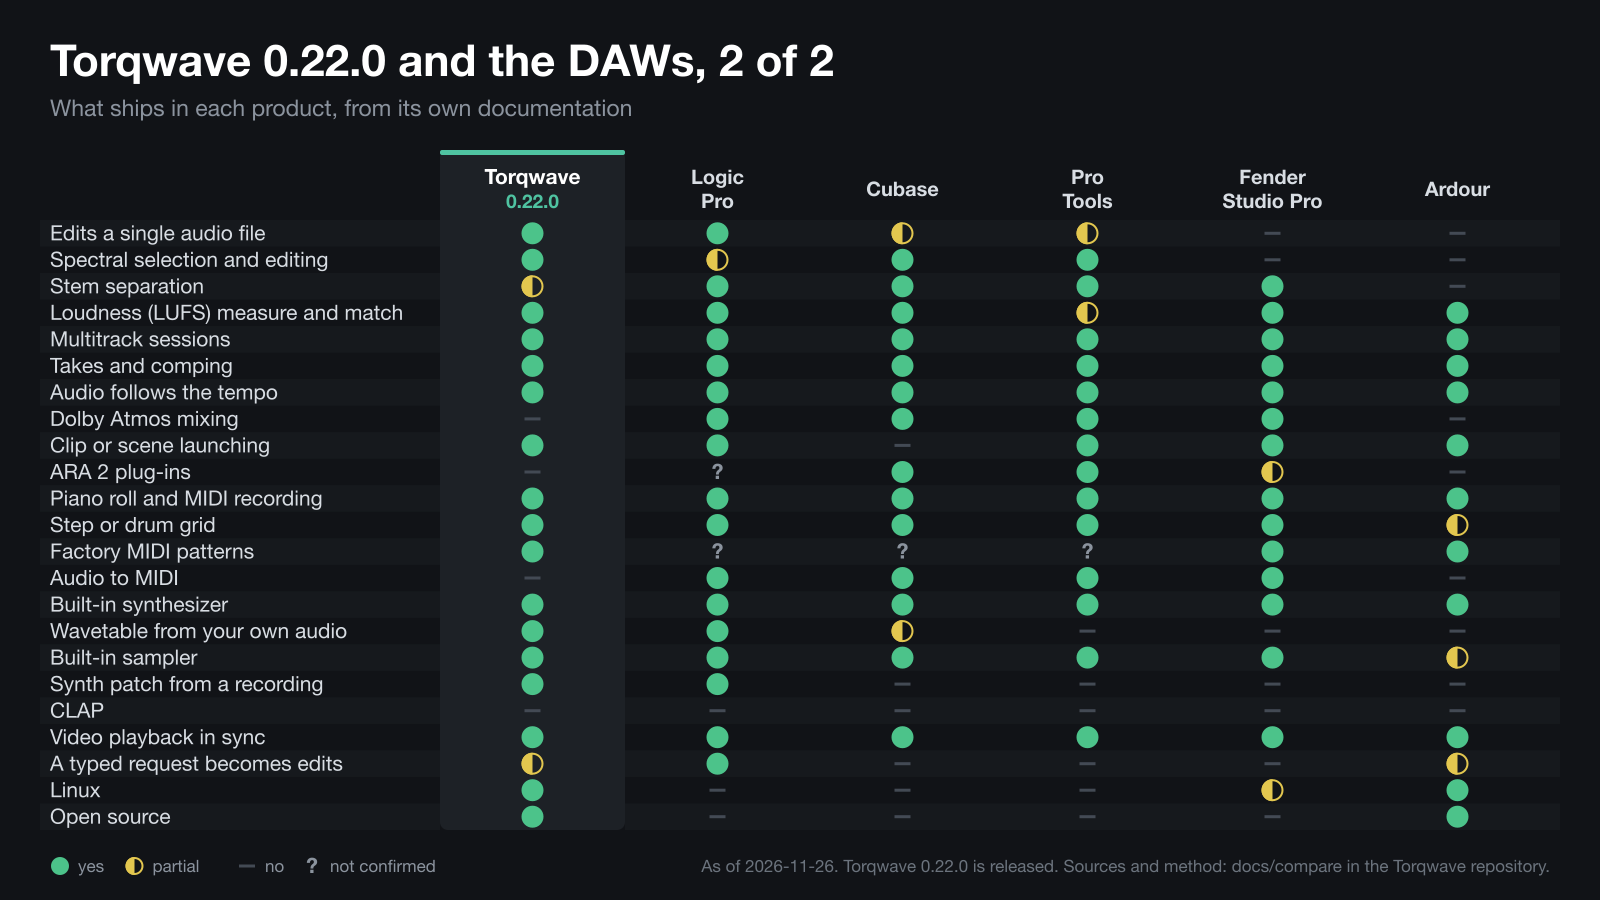 Torqwave 0.22.0 and the DAWs, 2 of 2
What ships in each product, from its own documentation
Torqwave
0.22.0
Logic
Pro
Cubase
Pro
Tools
Fender
Studio Pro
Ardour
Edits a single audio file
Spectral selection and editing
Stem separation
Loudness (LUFS) measure and match
Multitrack sessions
Takes and comping
Audio follows the tempo
Dolby Atmos mixing
Clip or scene launching
ARA 2 plug-ins
?
Piano roll and MIDI recording
Step or drum grid
Factory MIDI patterns
? ? ?
Audio to MIDI
Built-in synthesizer
Wavetable from your own audio
Built-in sampler
Synth patch from a recording
CLAP
Video playback in sync
A typed request becomes edits
Linux
Open source
yes partial — no ? not confirmed
As of 2026-11-26. Torqwave 0.22.0 is released. Sources and method: docs/compare in the Torqwave repository.